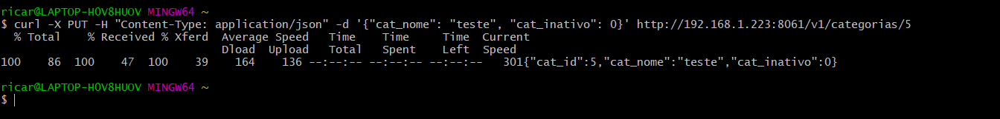 ricar@LAPTOP-H0V8HUOV MINGW64 ~
$ curl -X PUT -H "Content-Type: application/json" -d '{"cat_nome": "teste", "cat_inativo": 0}' http://192.168.1.223:8061/v1/categorias/5
  % Total    % Received % Xferd  Average Speed   Time    Time     Time  Current
                                 Dload  Upload   Total   Spent    Left  Speed
100    86  100    47  100    39    164    136 --:--:-- --:--:-- --:--:--   301{"cat_id":5,"cat_nome":"teste","cat_inativo":0}
ricar@LAPTOP-H0V8HUOV MINGW64 ~
$